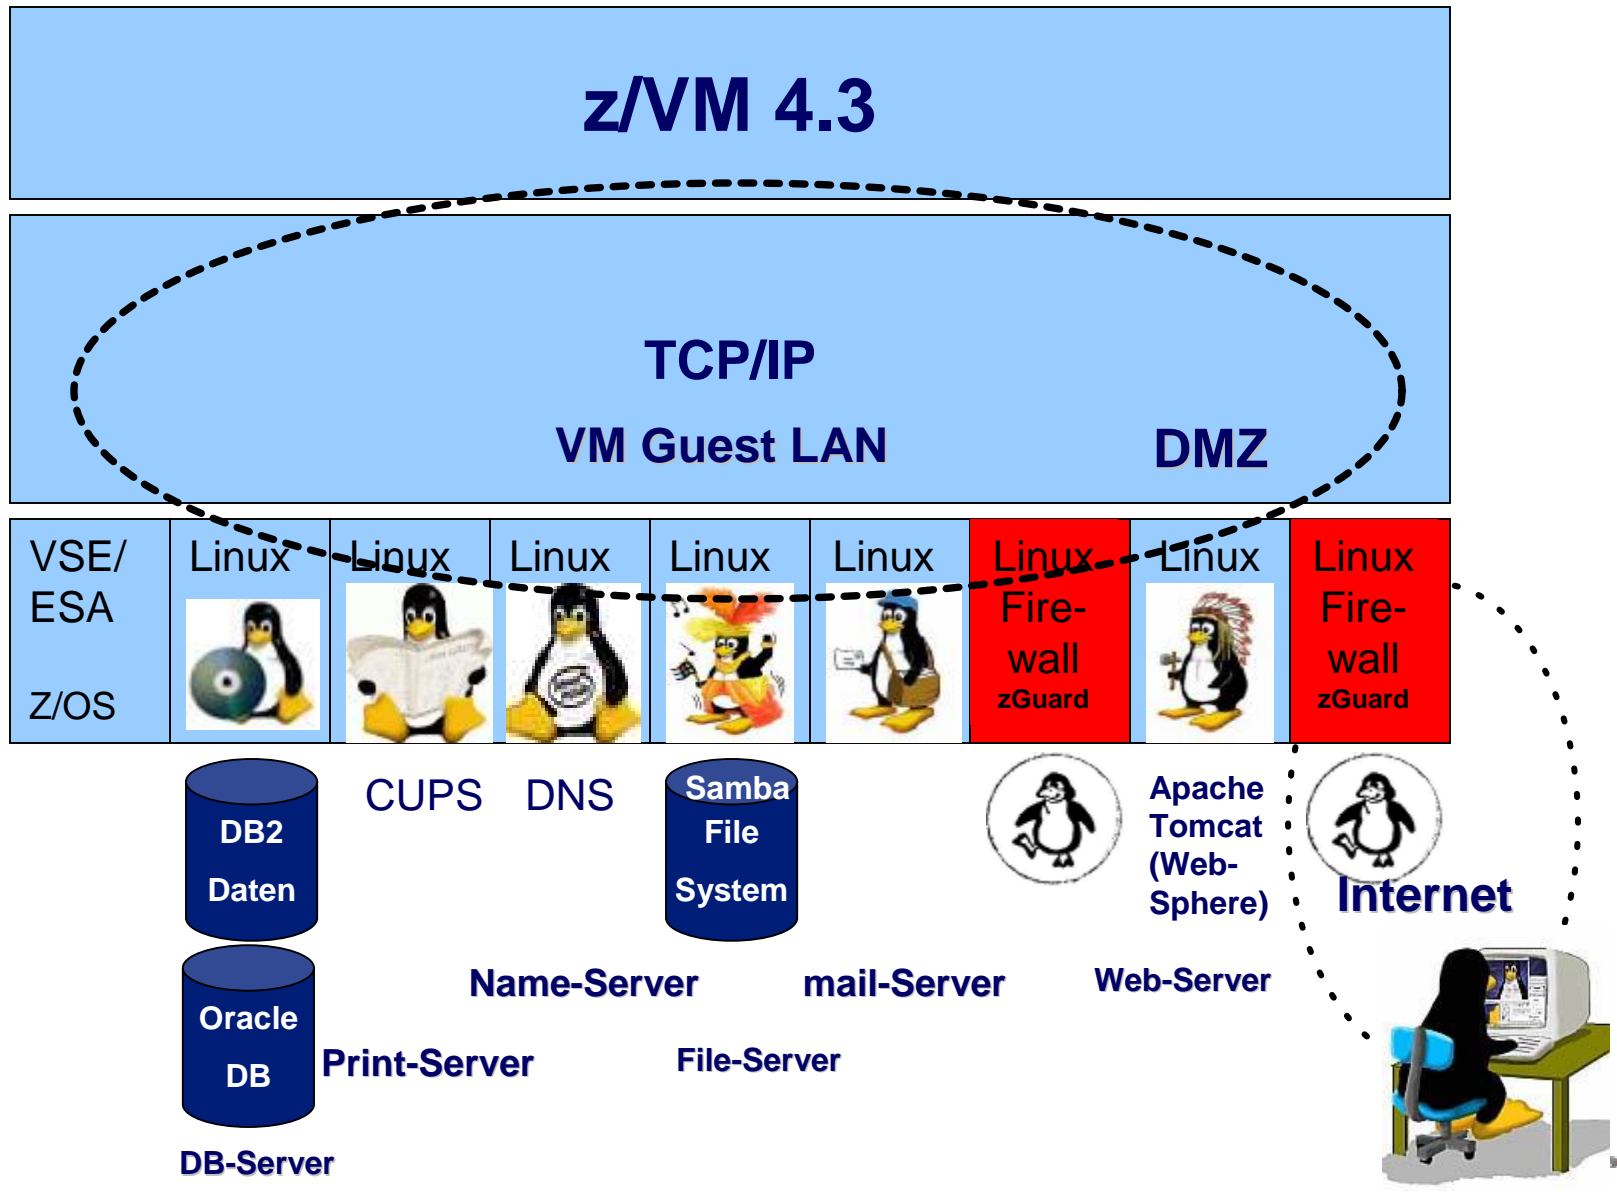 z/VM 4.3
TCP/IP
VM Guest LAN
DMZ
VSE/
ESA
Z/OS
Linux
Linux
Linux
Linux
Linux
Linux
Fire-
wall
zGuard
Linux
Linux
Fire-
wall
zGuard
DB2
Daten
CUPS
DNS
Samba
File
System
Apache
Tomcat
(Web-
Sphere)
Internet
Oracle
DB
Name-Server
mail-Server
Web-Server
Print-Server
File-Server
DB-Server